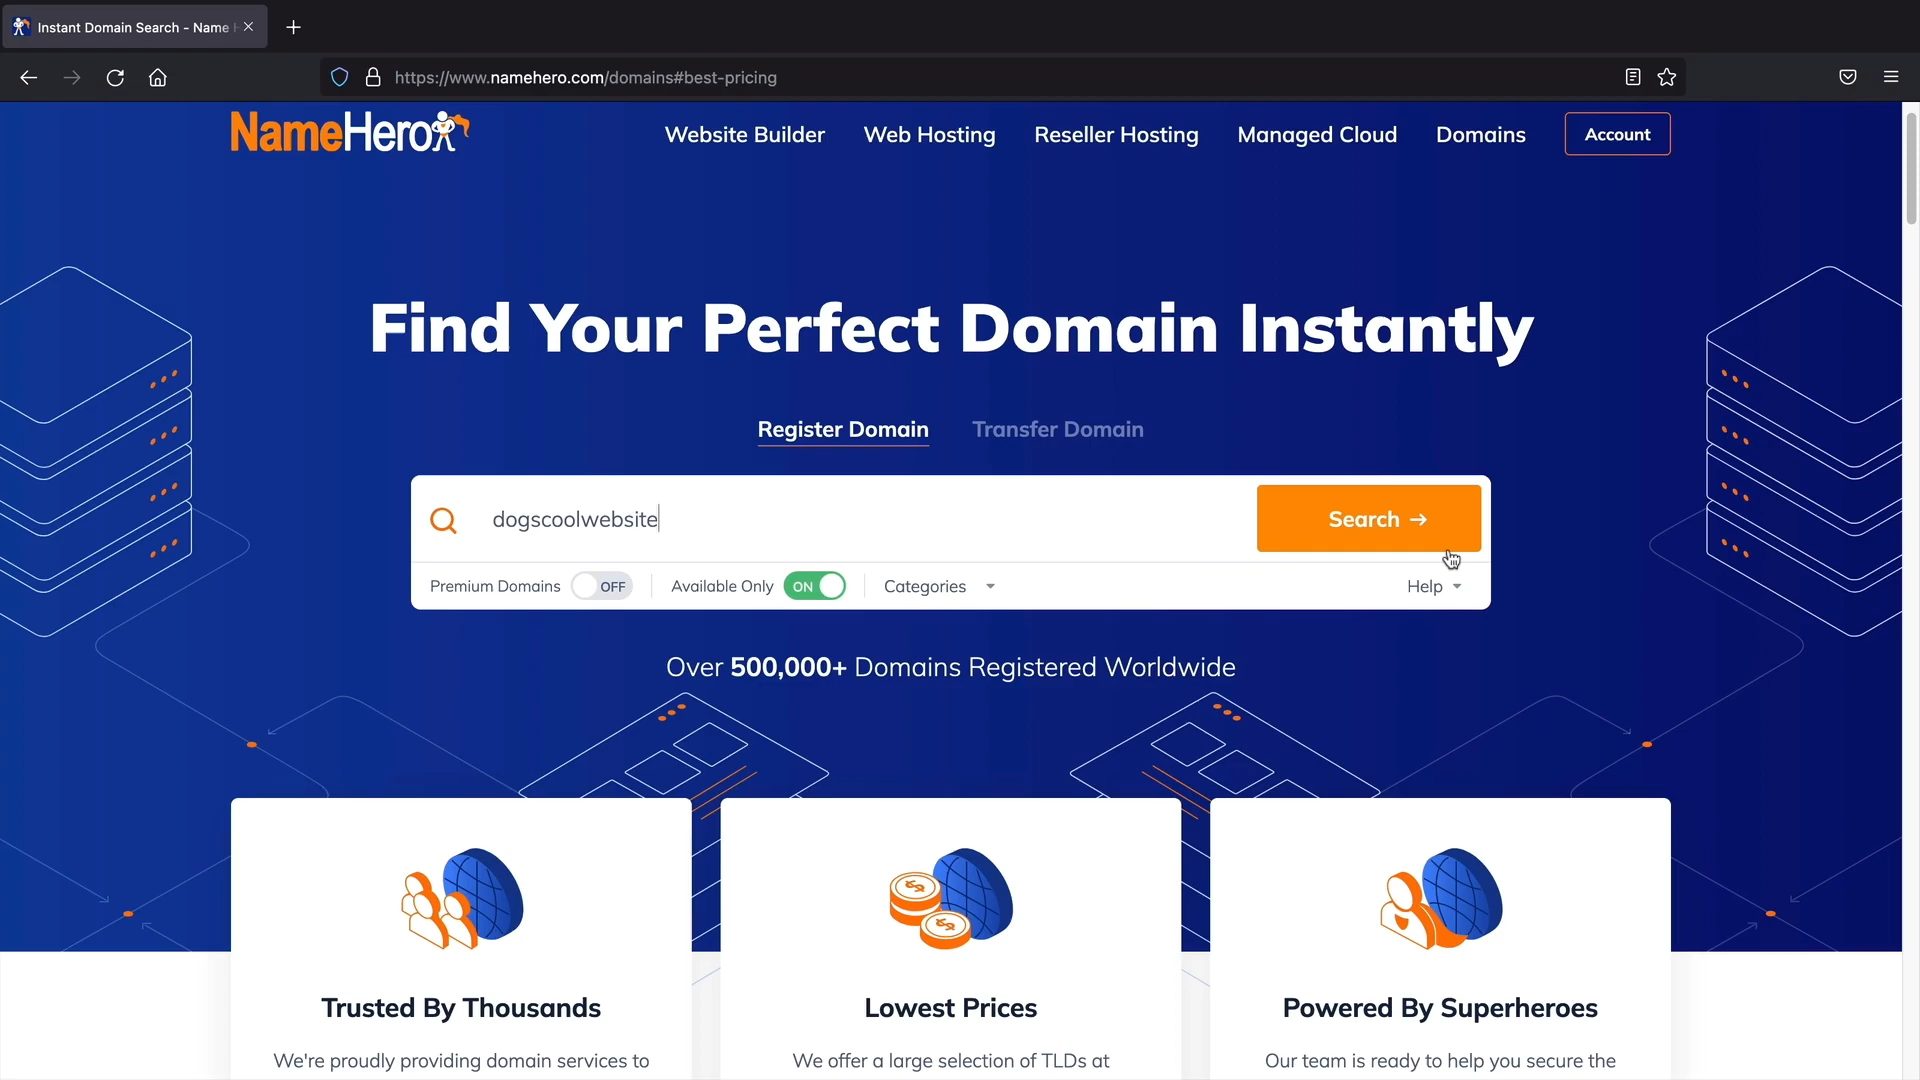 Instant Domain Search - Name H
https://www.namehero.com/domains#best-pricing
NameHero
Website Builder
Web Hosting
Reseller Hosting
Managed Cloud
Domains
Account
Find Your Perfect Domain Instantly
Register Domain
Transfer Domain
dogscoolwebsite
Search →
Premium Domains
OFF
Available Only
ON
Categories
Help
Over 500,000+ Domains Registered Worldwide
Trusted By Thousands
We're proudly providing domain services to
Lowest Prices
We offer a large selection of TLDs at
Powered By Superheroes
Our team is ready to help you secure the